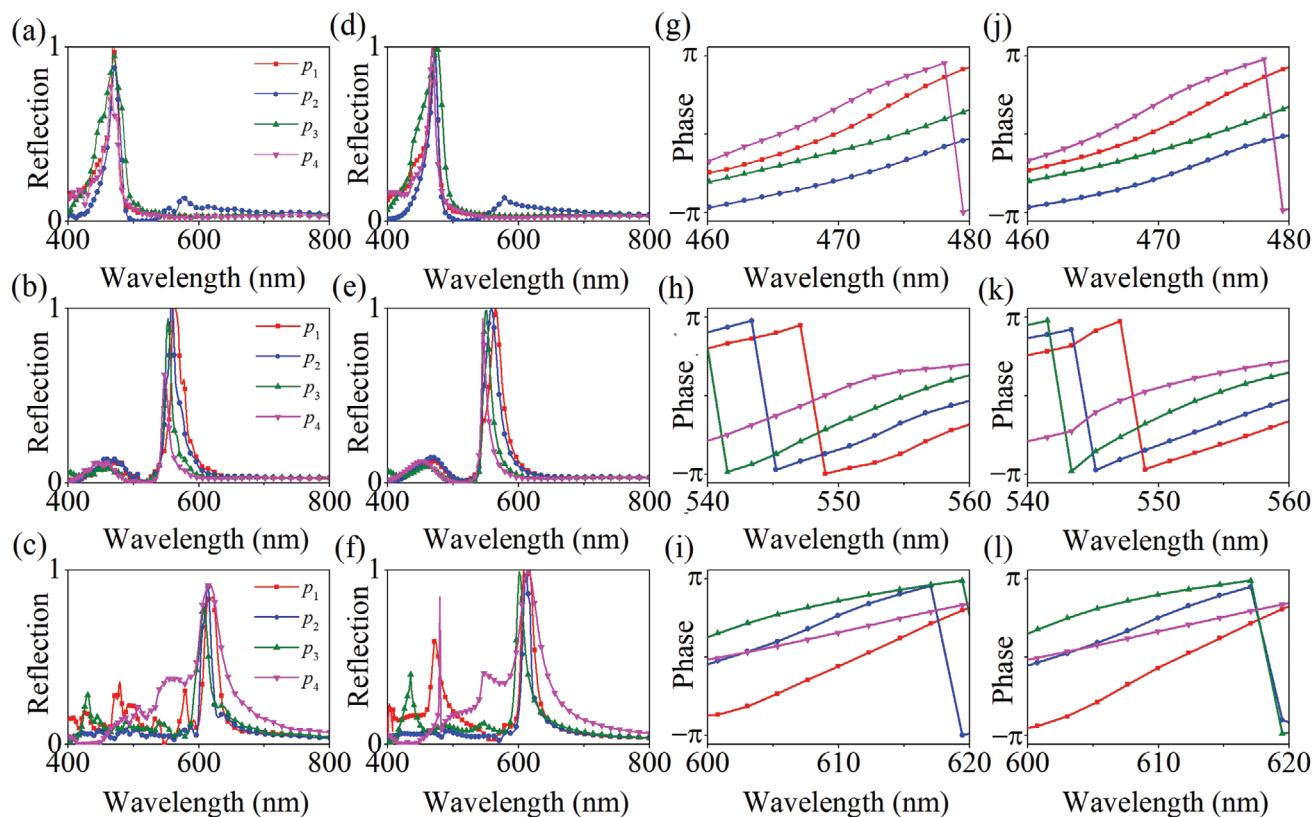 (a)
Reflection
1
0
p1
p2
p3
p4
400 600 800
Wavelength (nm)
(d)
Reflection
1
0
400 600 800
Wavelength (nm)
(g)
Phase
π
−π
460 470 480
Wavelength (nm)
(j)
Phase
π
−π
460 470 480
Wavelength (nm)
(b)
Reflection
1
0
p1
p2
p3
p4
400 600 800
Wavelength (nm)
(e)
Reflection
1
0
400 600 800
Wavelength (nm)
(h)
Phase
π
−π
540 550 560
Wavelength (nm)
(k)
Phase
π
−π
540 550 560
Wavelength (nm)
(c)
Reflection
1
0
p1
p2
p3
p4
400 600 800
Wavelength (nm)
(f)
Reflection
1
0
400 600 800
Wavelength (nm)
(i)
Phase
π
−π
600 610 620
Wavelength (nm)
(l)
Phase
π
−π
600 610 620
Wavelength (nm)